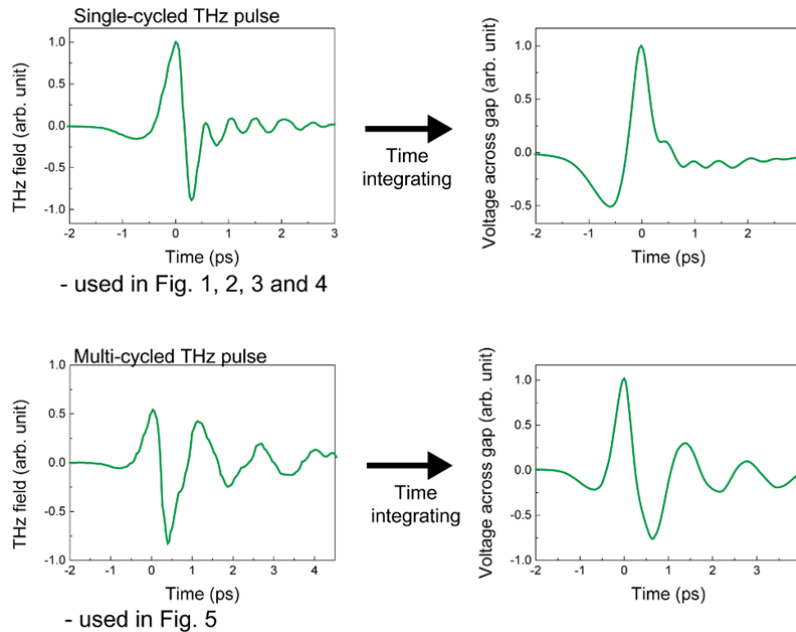 Single-cycled THz pulse
THz field (arb. unit)
1.0
0.5
0.0
-0.5
-1.0
-2
-1
0
1
2
3
Time (ps)
Time
integrating
Voltage across gap (arb. unit)
1.0
0.5
0.0
-0.5
-2
-1
0
1
2
Time (ps)
- used in Fig. 1, 2, 3 and 4
Multi-cycled THz pulse
THz field (arb. unit)
1.0
0.5
0.0
-0.5
-1.0
-2
-1
0
1
2
3
4
Time (ps)
Time
integrating
Voltage across gap (arb. unit)
1.0
0.5
0.0
-0.5
-1.0
-2
-1
0
1
2
3
Time (ps)
- used in Fig. 5